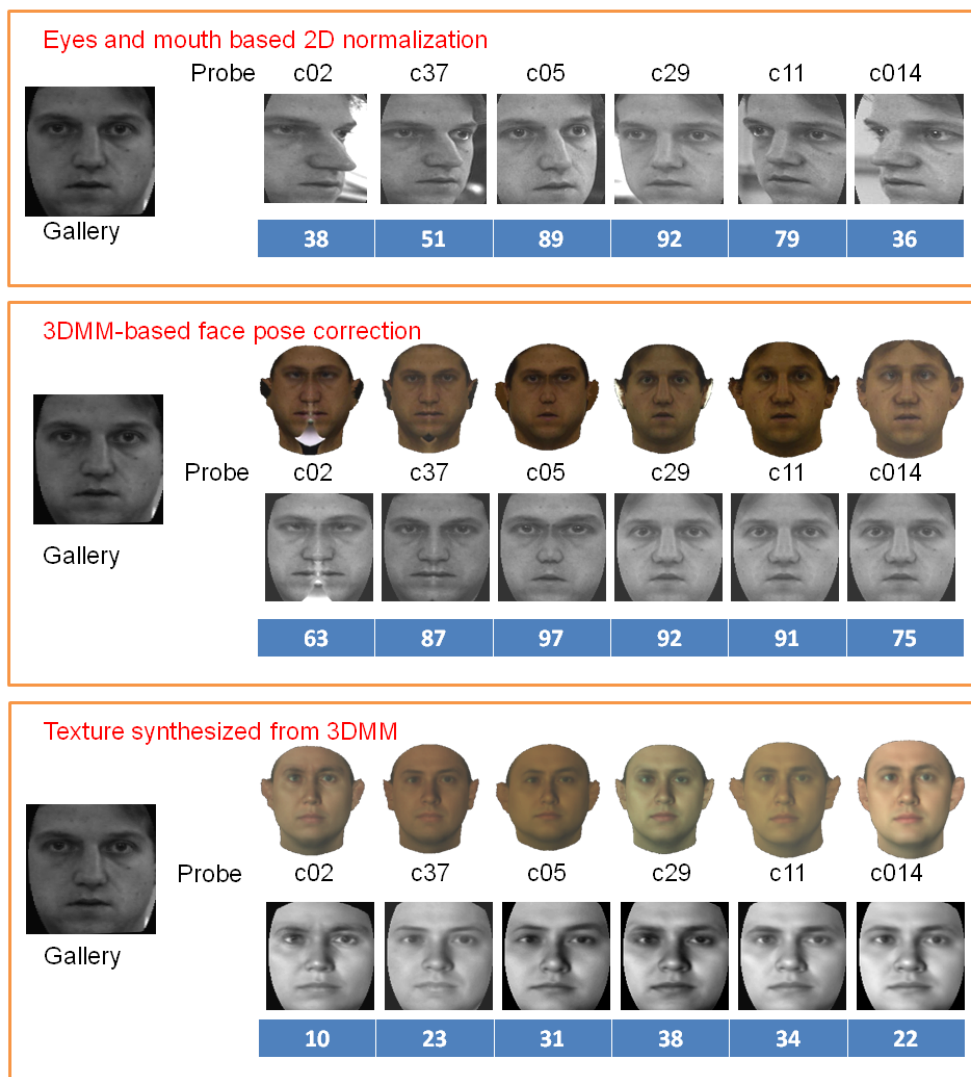 Eyes and mouth based 2D normalization
Probe c02 c37 c05 c29 c11 c014
Gallery
38 51 89 92 79 36
3DMM-based face pose correction
Probe c02 c37 c05 c29 c11 c014
Gallery
63 87 97 92 91 75
Texture synthesized from 3DMM
Probe c02 c37 c05 c29 c11 c014
Gallery
10 23 31 38 34 22